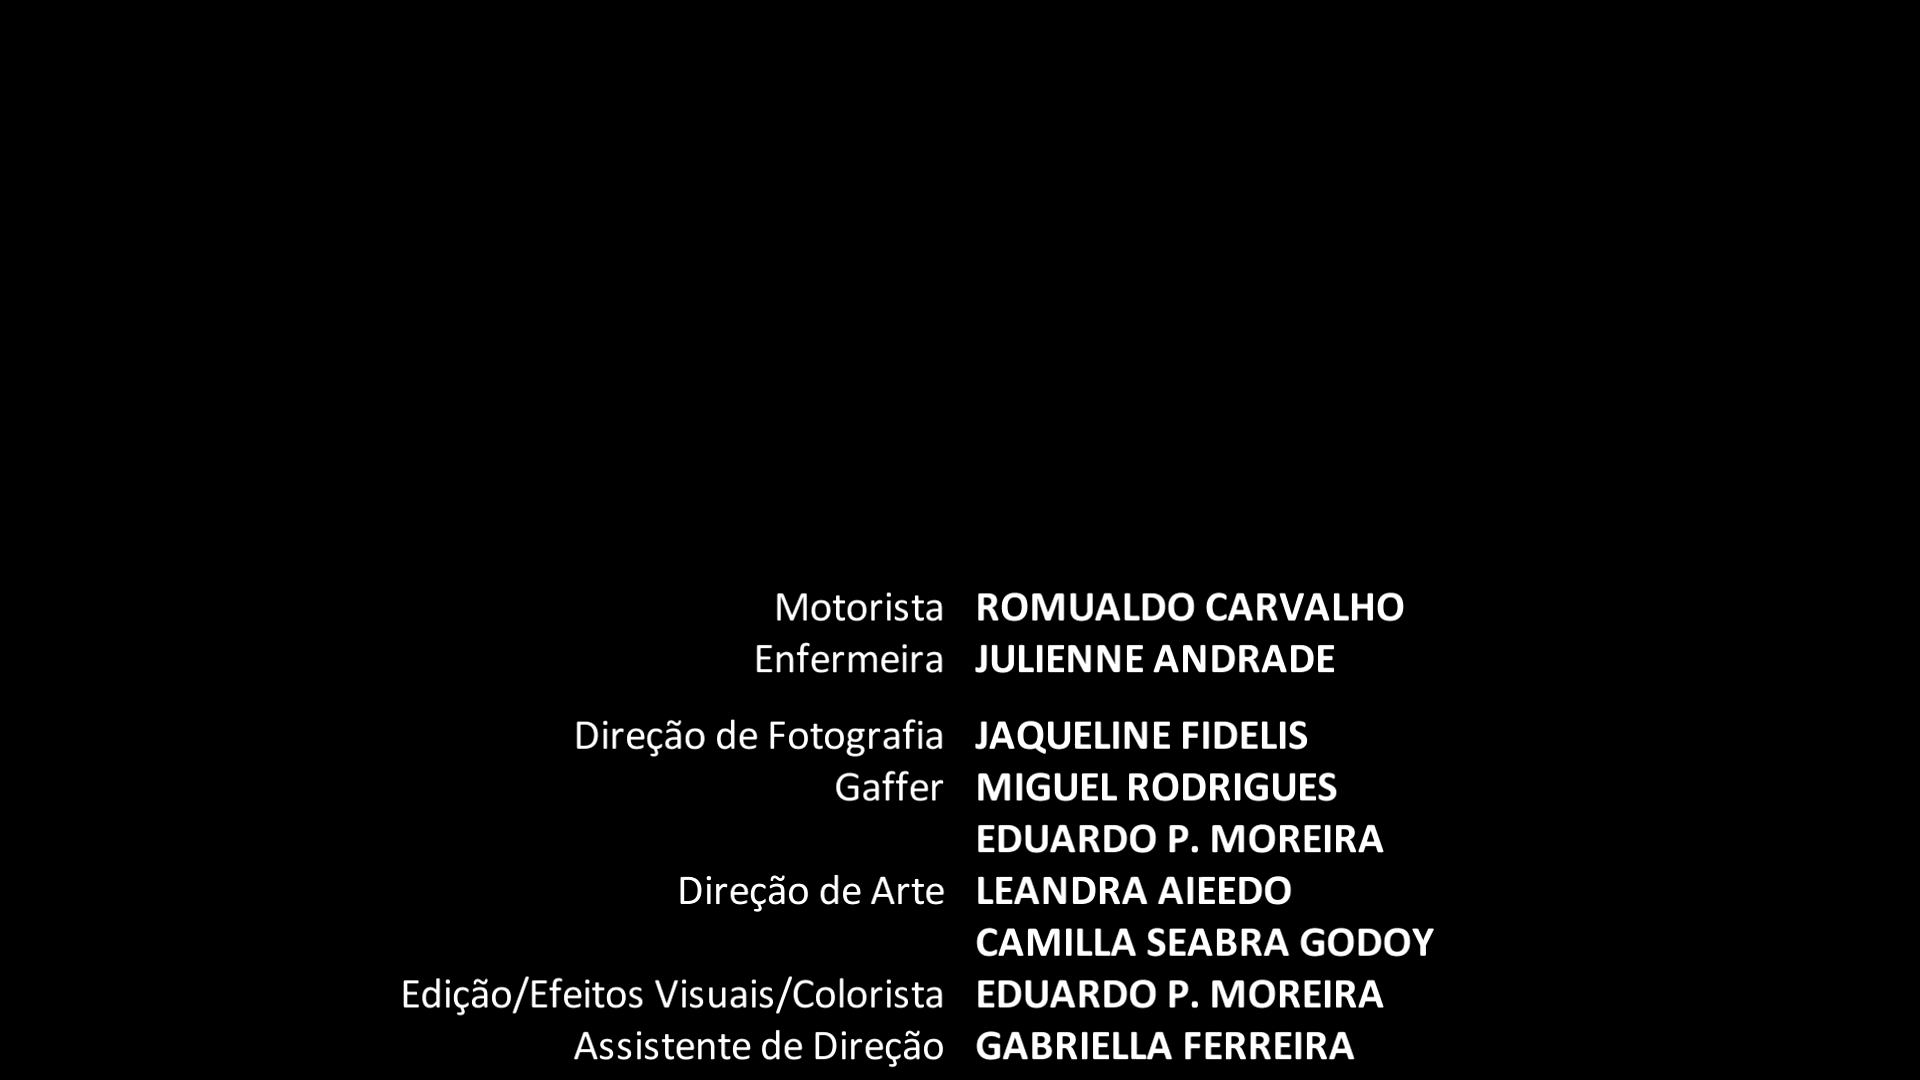 Motorista ROMUALDO CARVALHO
Enfermeira JULIENNE ANDRADE
Direção de Fotografia JAQUELINE FIDELIS
Gaffer MIGUEL RODRIGUES
EDUARDO P. MOREIRA
Direção de Arte LEANDRA AIEEDO
CAMILLA SEABRA GODOY
Edição/Efeitos Visuais/Colorista EDUARDO P. MOREIRA
Assistente de Direção GABRIELLA FERREIRA